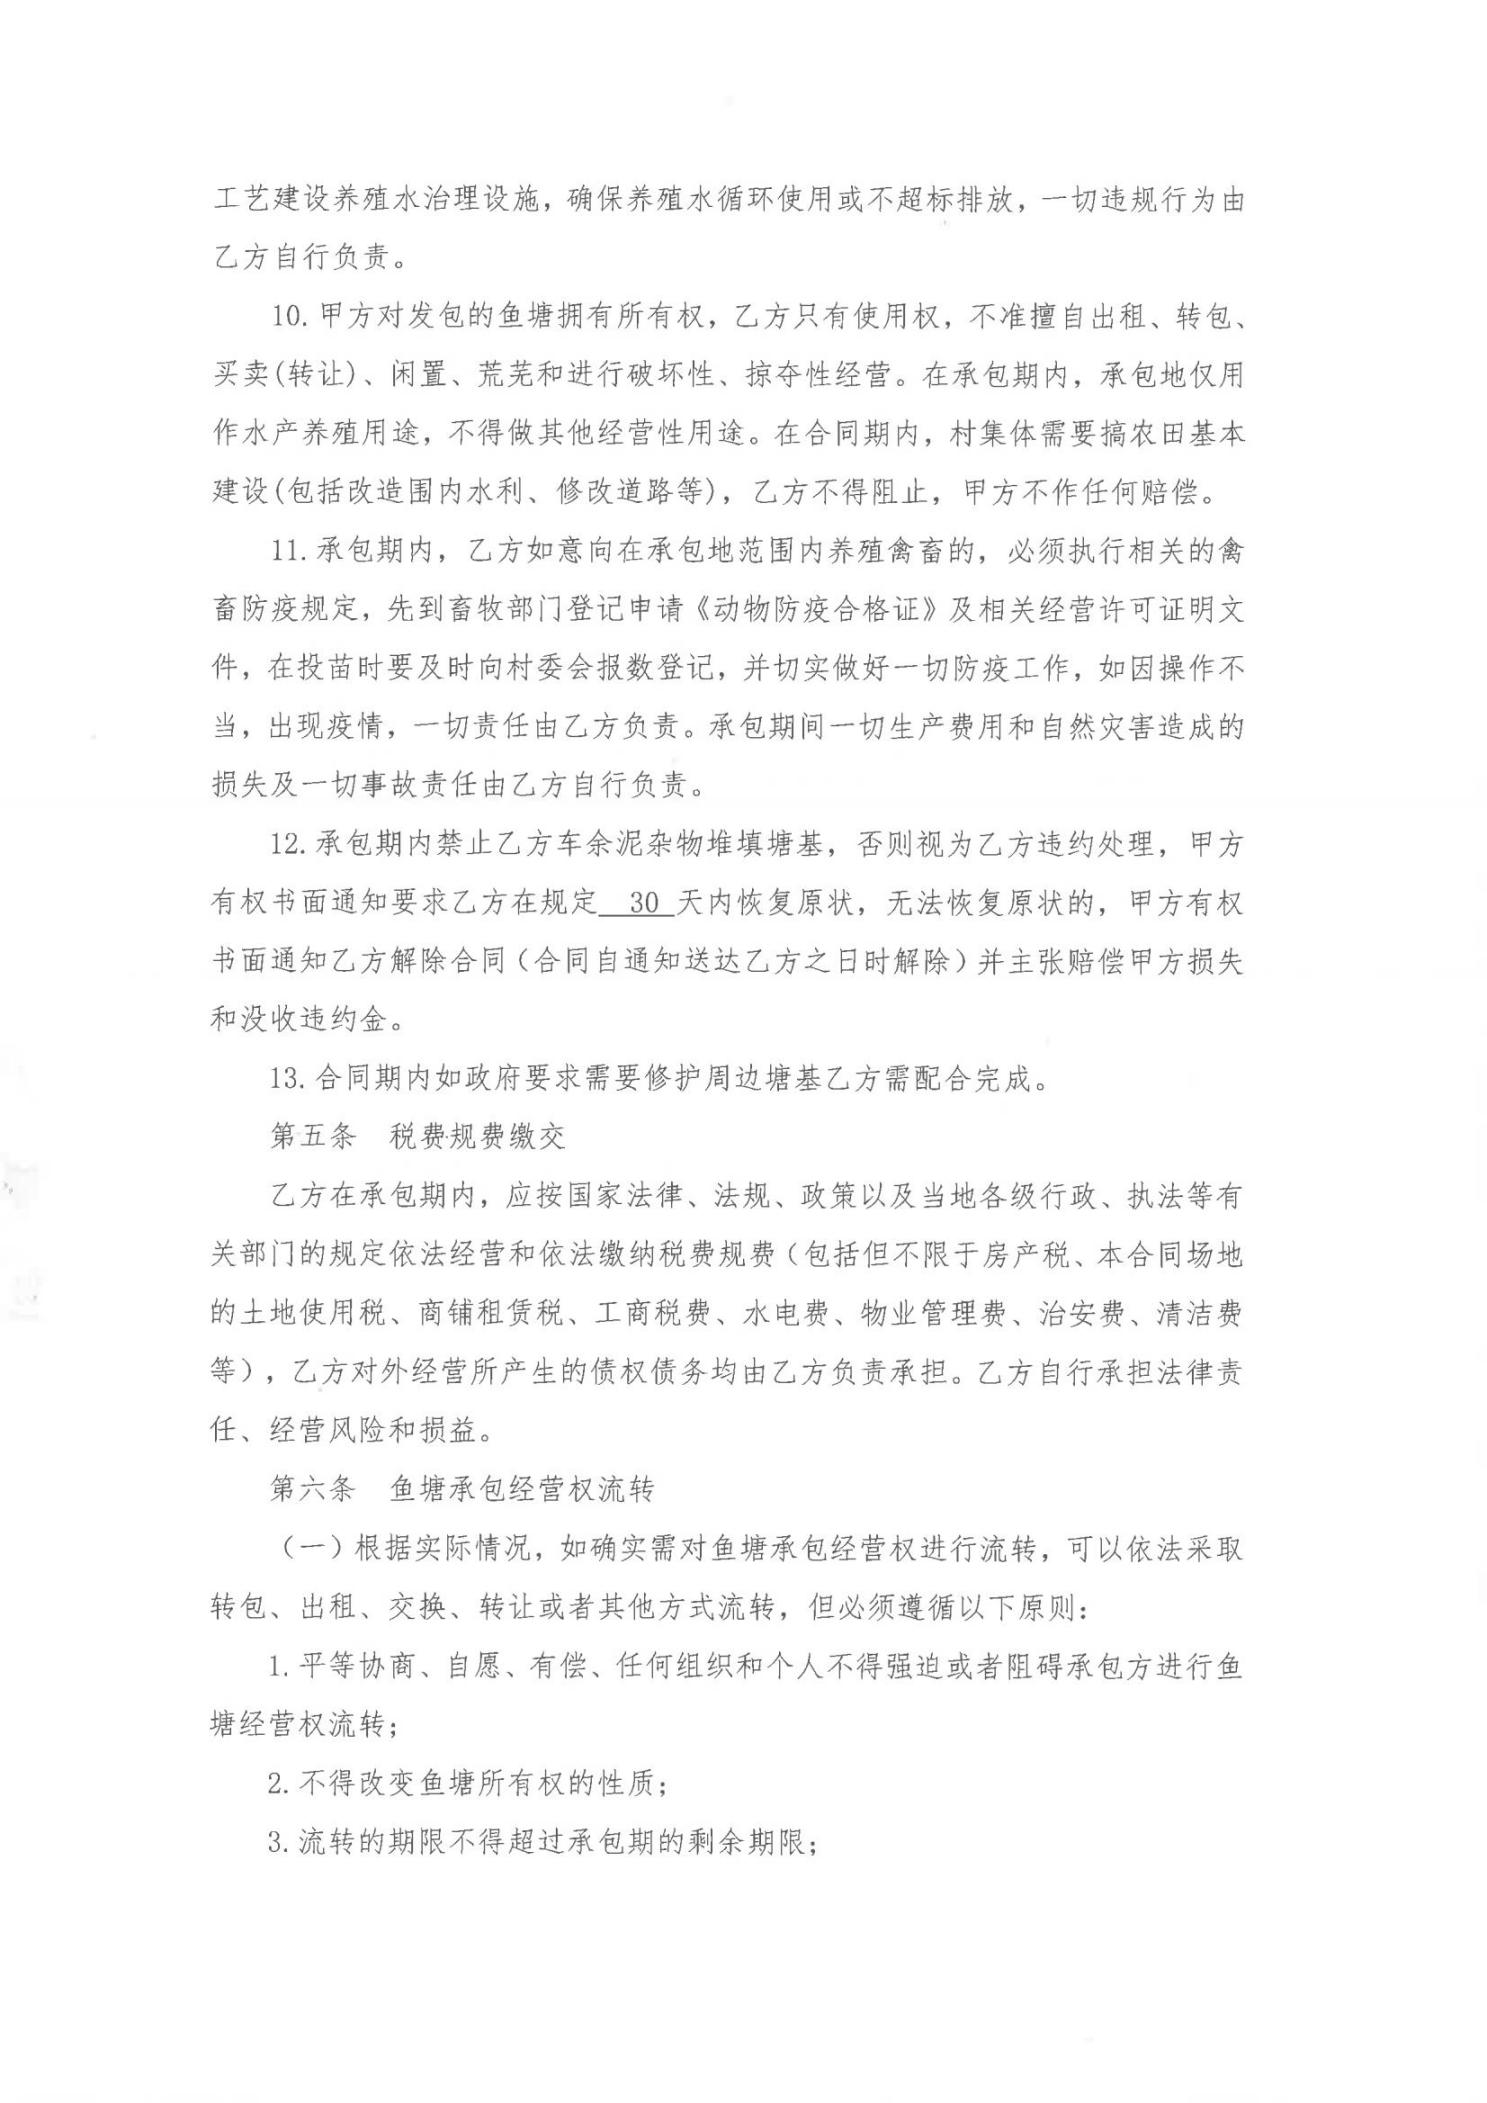 工艺建设养殖水治理设施，确保养殖水循环使用或不超标排放，一切违规行为由
乙方自行负责。
10.甲方对发包的鱼塘拥有所有权，乙方只有使用权，不准擅自出租、转包、
买卖(转让)、闲置、荒芜和进行破坏性、掠夺性经营。在承包期内，承包地仅用
作水产养殖用途，不得做其他经营性用途。在合同期内，村集体需要搞农田基本
建设(包括改造围内水利、修改道路等)，乙方不得阻止，甲方不作任何赔偿。
11.承包期内，乙方如意向在承包地范围内养殖禽畜的，必须执行相关的禽
畜防疫规定，先到畜牧部门登记申请《动物防疫合格证》及相关经营许可证明文
件，在投苗时要及时向村委会报数登记，并切实做好一切防疫工作，如因操作不
当，出现疫情，一切责任由乙方负责。承包期间一切生产费用和自然灾害造成的
损失及一切事故责任由乙方自行负责。
12.承包期内禁止乙方车余泥杂物堆填塘基，否则视为乙方违约处理，甲方
有权书面通知要求乙方在规定 30 天内恢复原状，无法恢复原状的，甲方有权
书面通知乙方解除合同（合同自通知送达乙方之日时解除）并主张赔偿甲方损失
和没收违约金。
13.合同期内如政府要求需要修护周边塘基乙方需配合完成。
第五条 税费规费缴交
乙方在承包期内，应按国家法律、法规、政策以及当地各级行政、执法等有
关部门的规定依法经营和依法缴纳税费规费（包括但不限于房产税、本合同场地
的土地使用税、商铺租赁税、工商税费、水电费、物业管理费、治安费、清洁费
等），乙方对外经营所产生的债权债务均由乙方负责承担。乙方自行承担法律责
任、经营风险和损益。
第六条 鱼塘承包经营权流转
（一）根据实际情况，如确实需对鱼塘承包经营权进行流转，可以依法采取
转包、出租、交换、转让或者其他方式流转，但必须遵循以下原则：
1.平等协商、自愿、有偿、任何组织和个人不得强迫或者阻碍承包方进行鱼
塘经营权流转；
2.不得改变鱼塘所有权的性质；
3.流转的期限不得超过承包期的剩余期限；